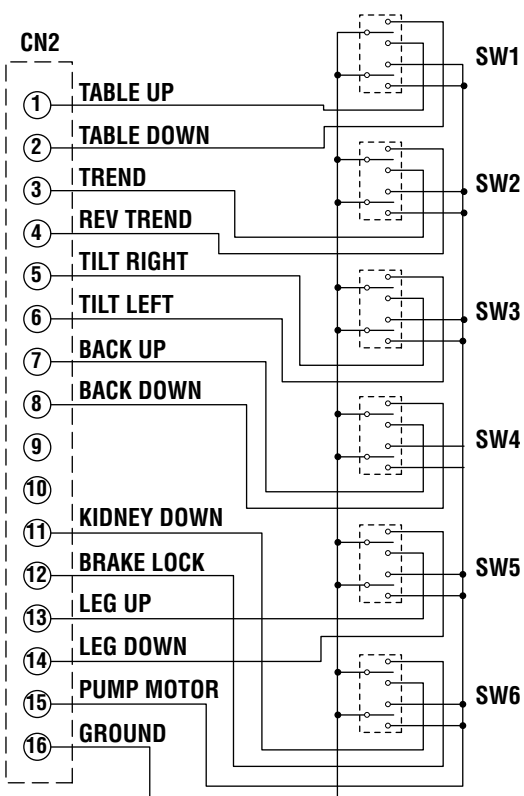 CN2
1 TABLE UP
2 TABLE DOWN
3 TREND
4 REV TREND
5 TILT RIGHT
6 TILT LEFT
7 BACK UP
8 BACK DOWN
9
10
11 KIDNEY DOWN
12 BRAKE LOCK
13 LEG UP
14 LEG DOWN
15 PUMP MOTOR
16 GROUND
SW1
SW2
SW3
SW4
SW5
SW6